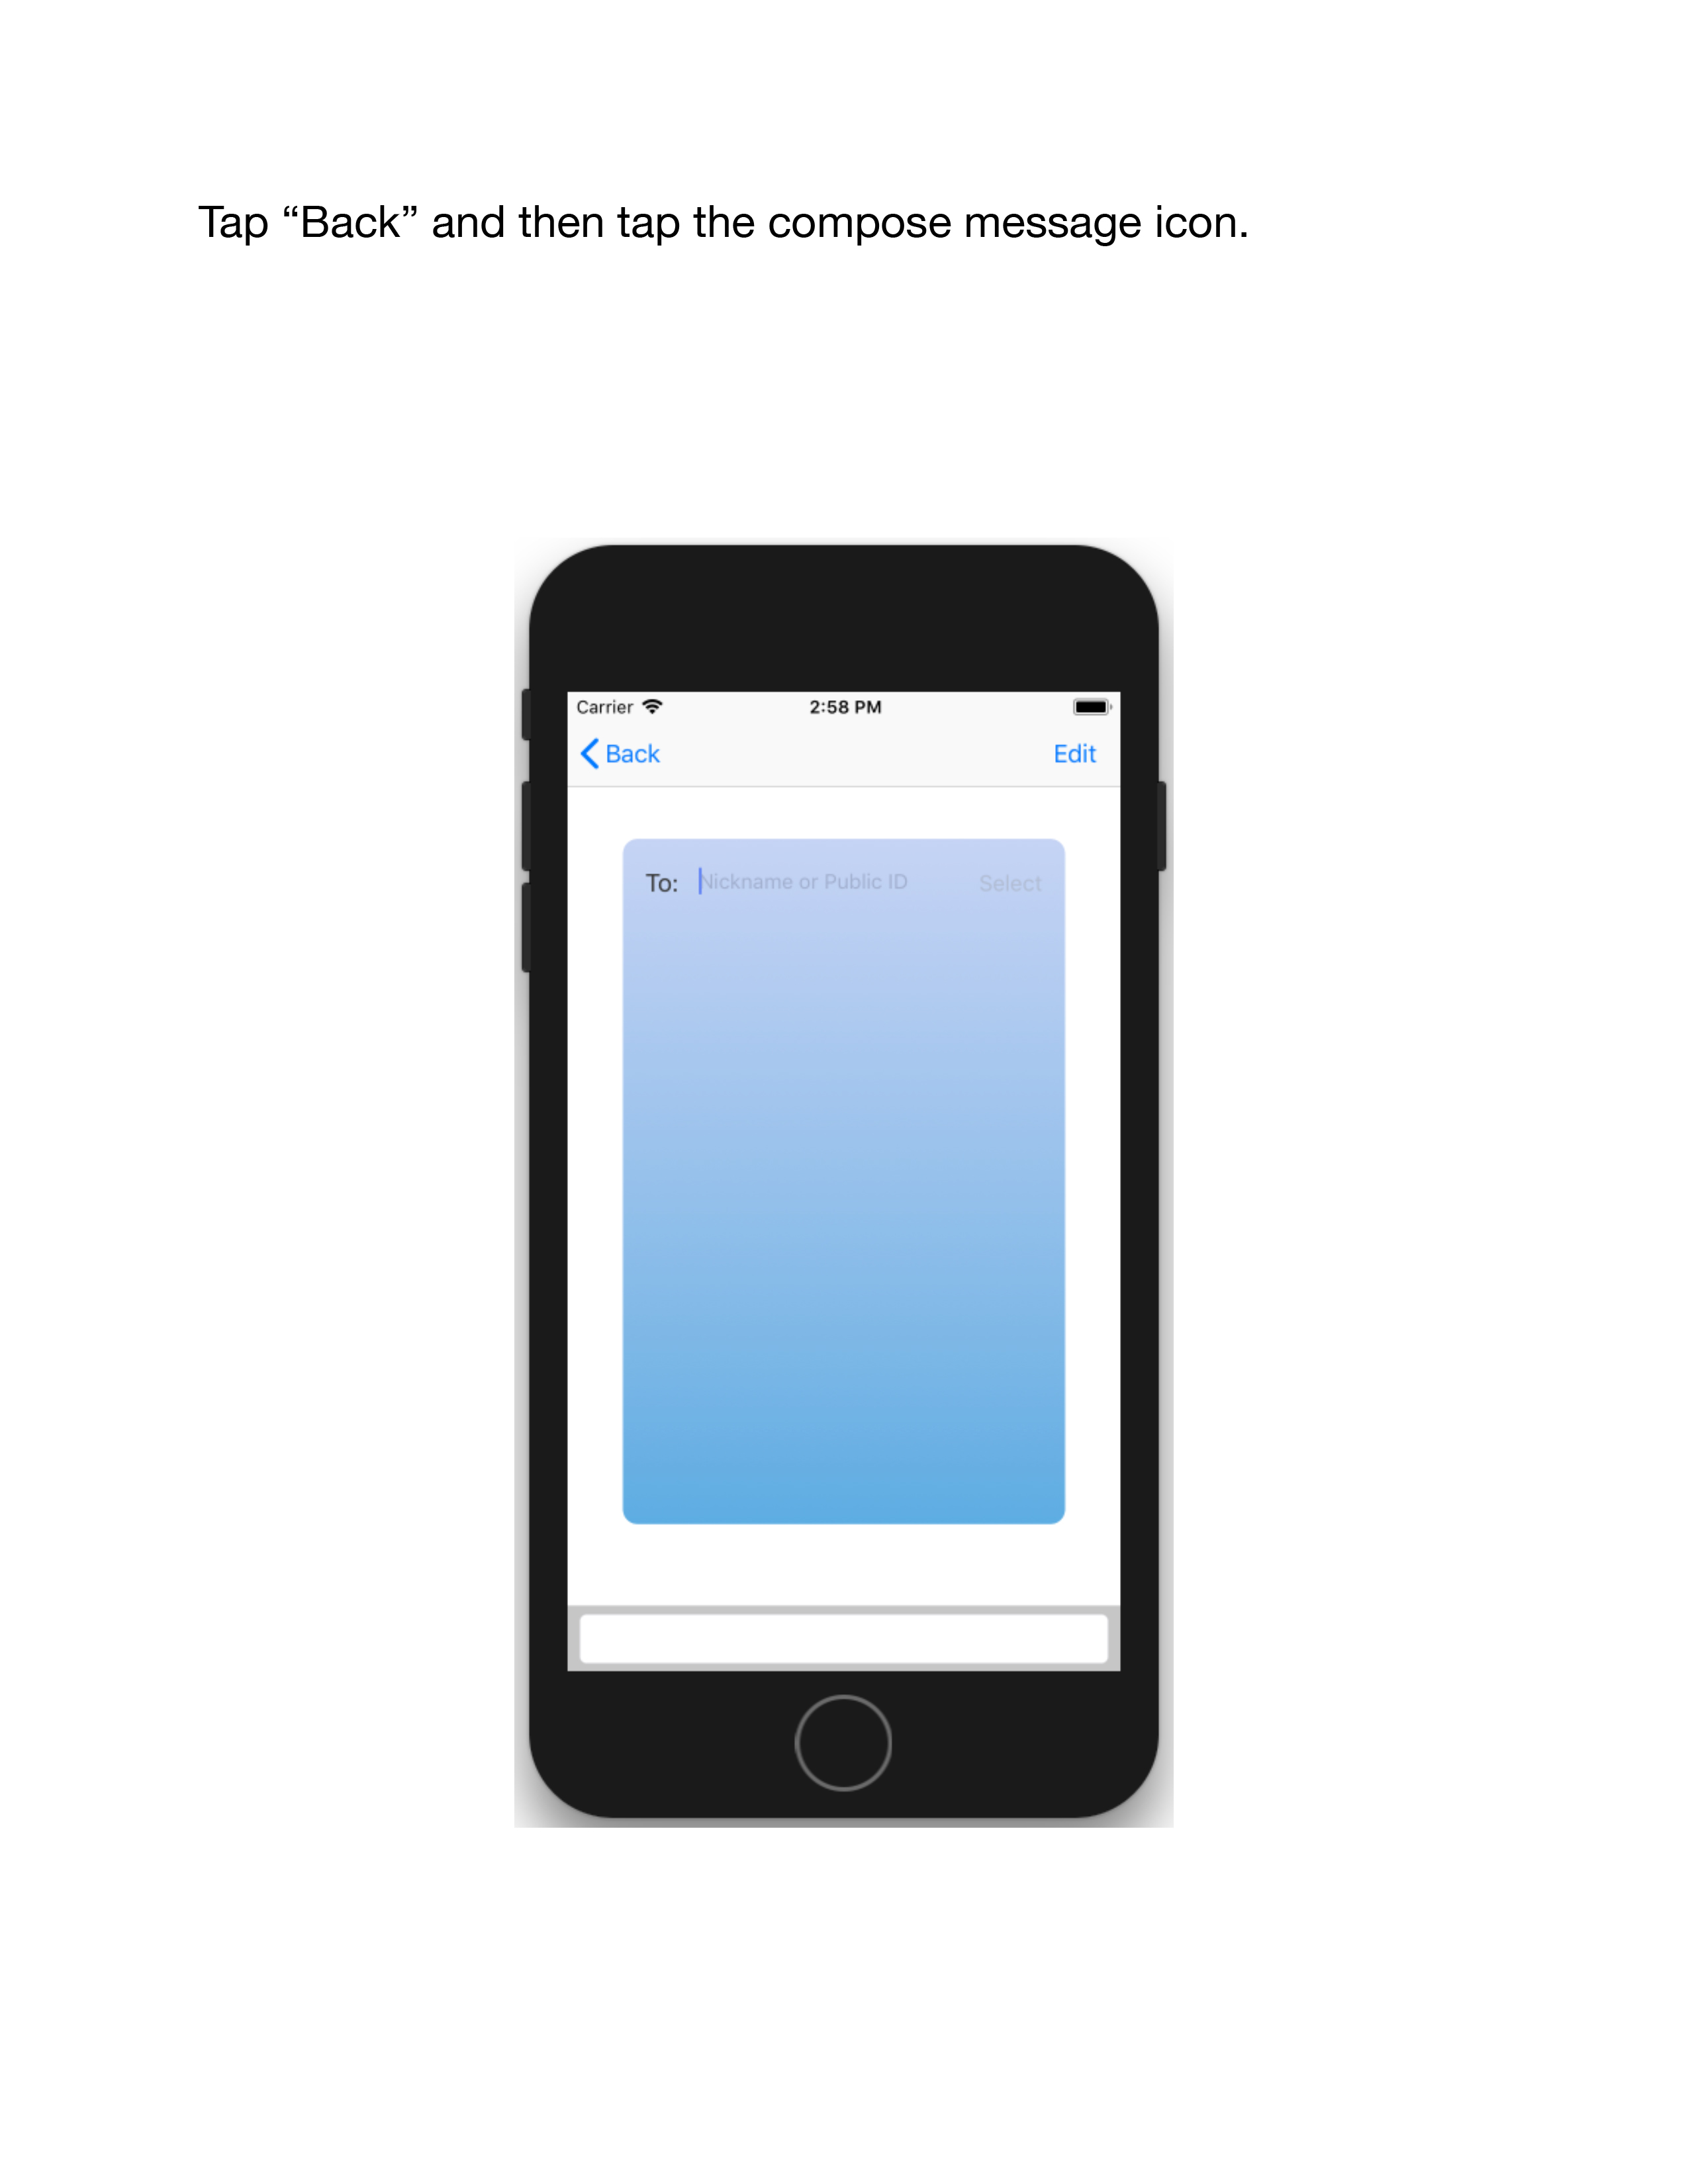 Tap “Back” and then tap the compose message icon.
Carrier 2:58 PM
Back Edit
To: Nickname or Public ID Select